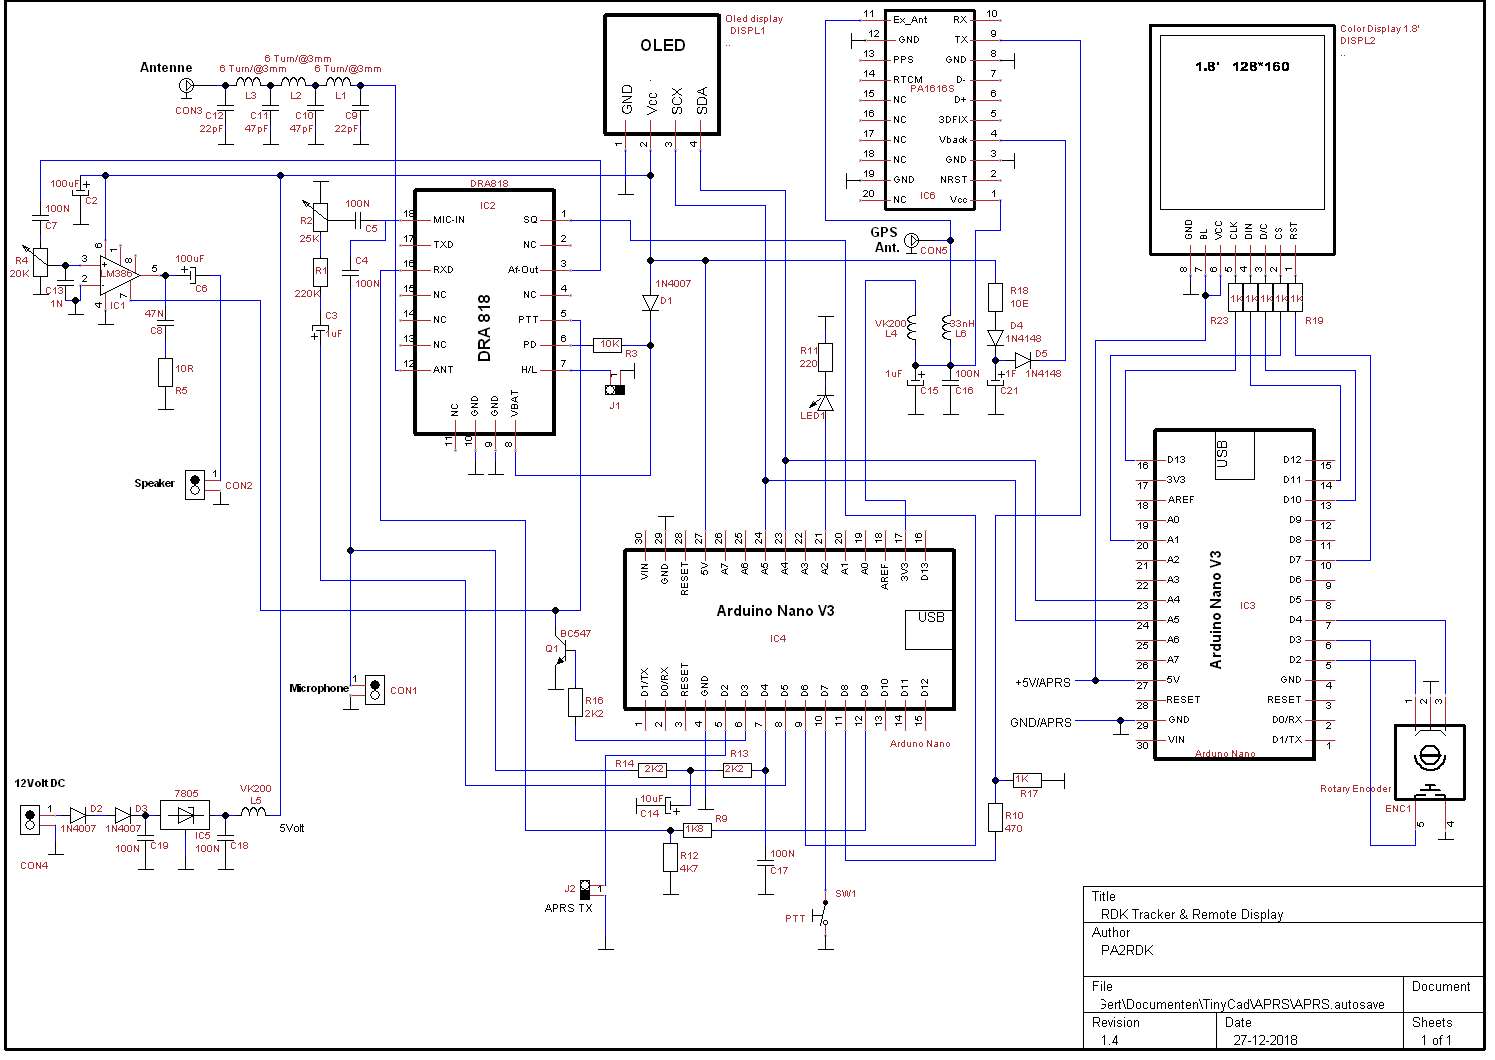 Oled display
DISPL1
..
OLED
GND
Vcc
SCX
SDA
1
2
3
4
Antenne
CON3
6 Turn/@3mm
6 Turn/@3mm
6 Turn/@3mm
L3
L2
L1
C12
22pF
C11
47pF
C10
47pF
C9
22pF
11 Ex_Ant RX 10
12 GND TX 9
13 PPS GND 8
14 RTCM D- 7
PA1616S
15 NC D+ 6
16 NC 3DFIX 5
17 NC Vback 4
18 NC GND 3
19 GND NRST 2
20 NC Vcc 1
IC6
Color Display 1.8'
DISPL2
..
1.8' 128*160
GND
BL
VCC
CLK
DIN
D/C
CS
RST
8
7
6
5
4
3
2
1
R23
1K
1K
1K
1K
1K
R19
100uF
C2
100N
C7
R4
20K
C13
1N
LM386
IC1
3
2
6
1
8
5
7
4
+
-
100uF
C6
47N
C8
10R
R5
R2
25K
100N
C5
R1
220K
C4
100N
C3
1uF
DRA818
IC2
DRA 818
18 MIC-IN SQ 1
17 TXD NC 2
16 RXD Af-Out 3
15 NC NC 4
14 NC PTT 5
13 NC PD 6
12 ANT H/L 7
NC
GND
GND
VBAT
11
10
9
8
1N4007
D1
10K
R3
1
J1
GPS
Ant.
CON5
VK200
L4
33nH
L6
R18
10E
D4
1N4148
D5
1N4148
1uF
C15
100N
C16
1F
C21
R11
220
LED1
Speaker
1
CON2
Microphone
1
CON1
30
29
28
27
26
25
24
23
22
21
20
19
18
17
16
VIN
GND
RESET
5V
A7
A6
A5
A4
A3
A2
A1
A0
AREF
3V3
D13
Arduino Nano V3
IC4
USB
D1/TX
D0/RX
RESET
GND
D2
D3
D4
D5
D6
D7
D8
D9
D10
D11
D12
1
2
3
4
5
6
7
8
9
10
11
12
13
14
15
Arduino Nano
BC547
Q1
R16
2K2
R14
2K2
R13
2K2
10uF
C14
R9
1K8
R12
4K7
100N
C17
J2
1
APRS TX
SW1
PTT
1K
R17
R10
470
USB
Arduino Nano V3
IC3
16 D13 D12 15
17 3V3 D11 14
18 AREF D10 13
19 A0 D9 12
20 A1 D8 11
21 A2 D7 10
22 A3 D6 9
23 A4 D5 8
24 A5 D4 7
25 A6 D3 6
26 A7 D2 5
27 5V GND 4
28 RESET RESET 3
29 GND D0/RX 2
30 VIN D1/TX 1
Arduino Nano
+5V/APRS
GND/APRS
1
2
3
Rotary Encoder
ENC1
5
4
12Volt DC
1
CON4
D2
1N4007
D3
1N4007
7805
IC5
100N
C19
100N
C18
VK200
L5
5Volt
Title
RDK Tracker & Remote Display
Author
PA2RDK
File
Document
Gert\Documenten\TinyCad\APRS\APRS.autosave
Revision
Date
Sheets
1.4
27-12-2018
1 of 1